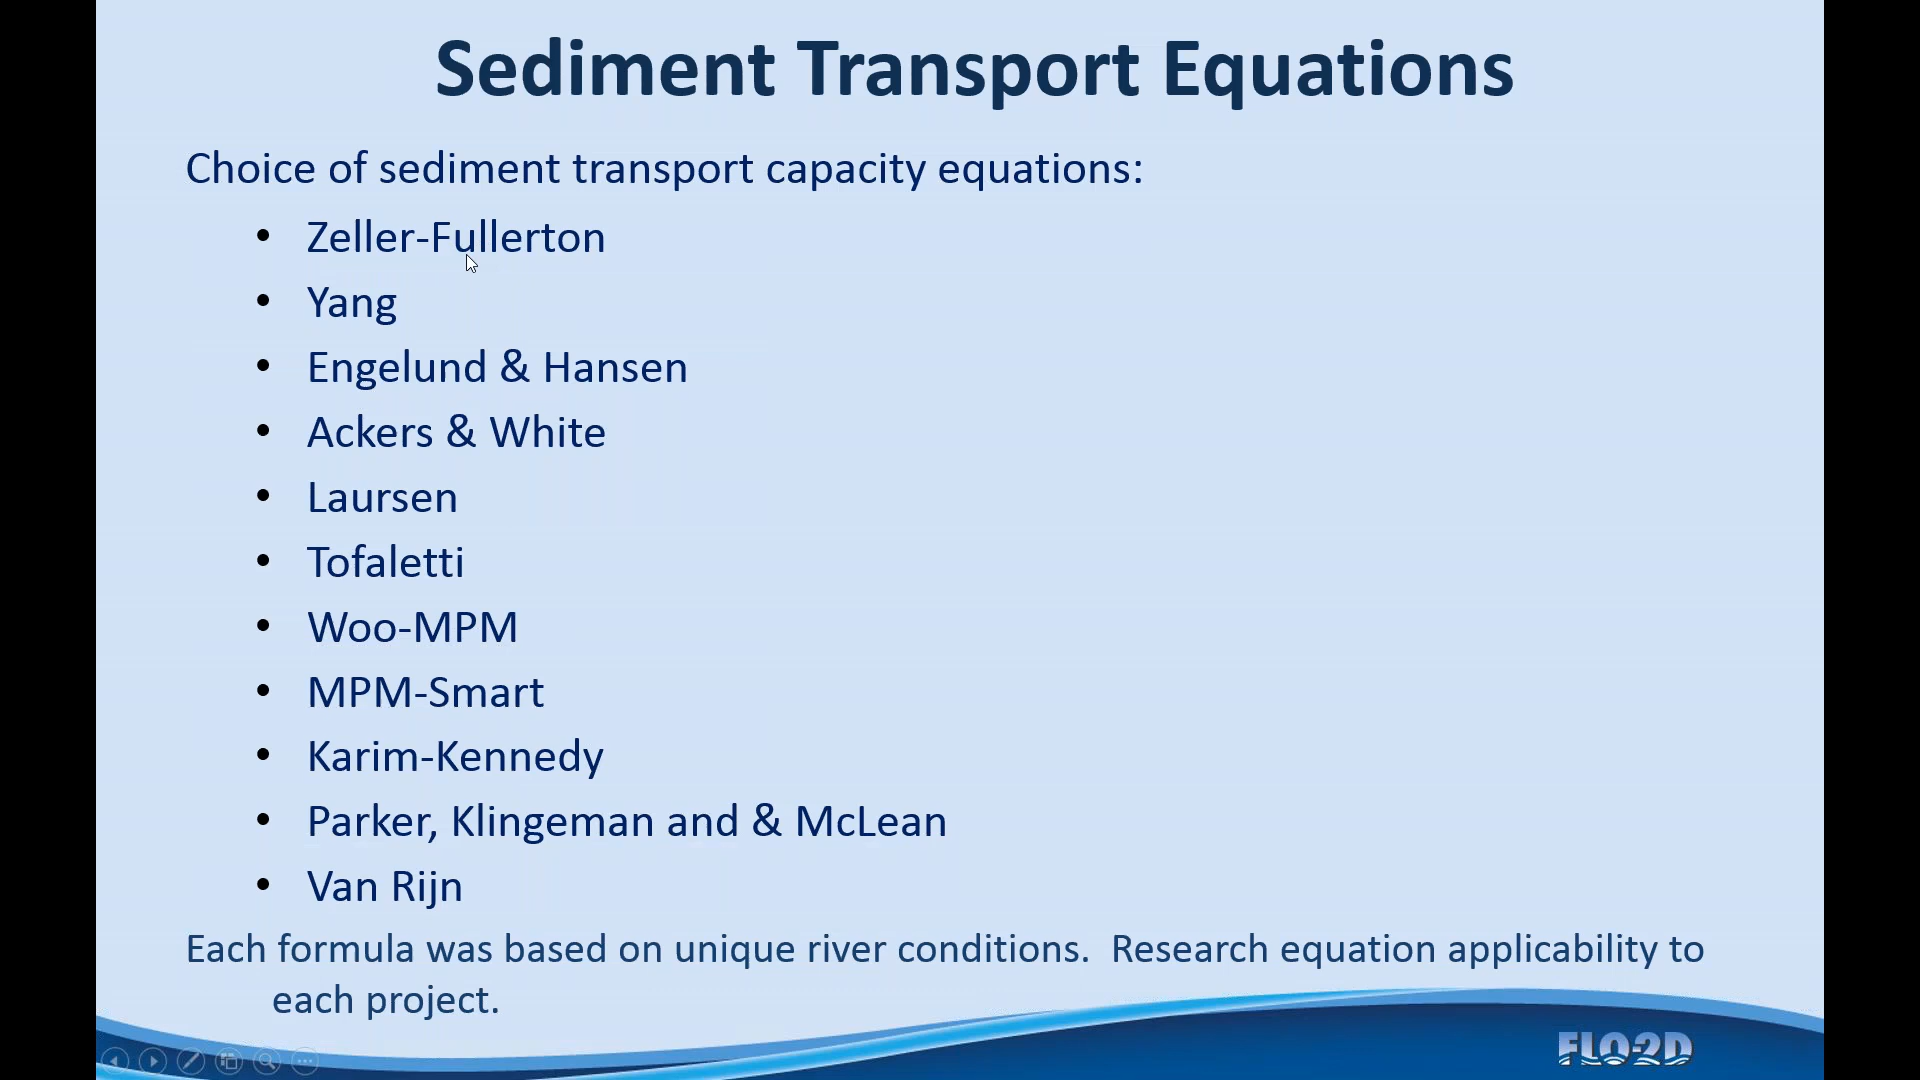 Sediment Transport Equations
Choice of sediment transport capacity equations:
• Zeller-Fullerton
• Yang
• Engelund & Hansen
• Ackers & White
• Laursen
• Tofaletti
• Woo-MPM
• MPM-Smart
• Karim-Kennedy
• Parker, Klingeman and & McLean
• Van Rijn
Each formula was based on unique river conditions.  Research equation applicability to
each project.
FLO-2D